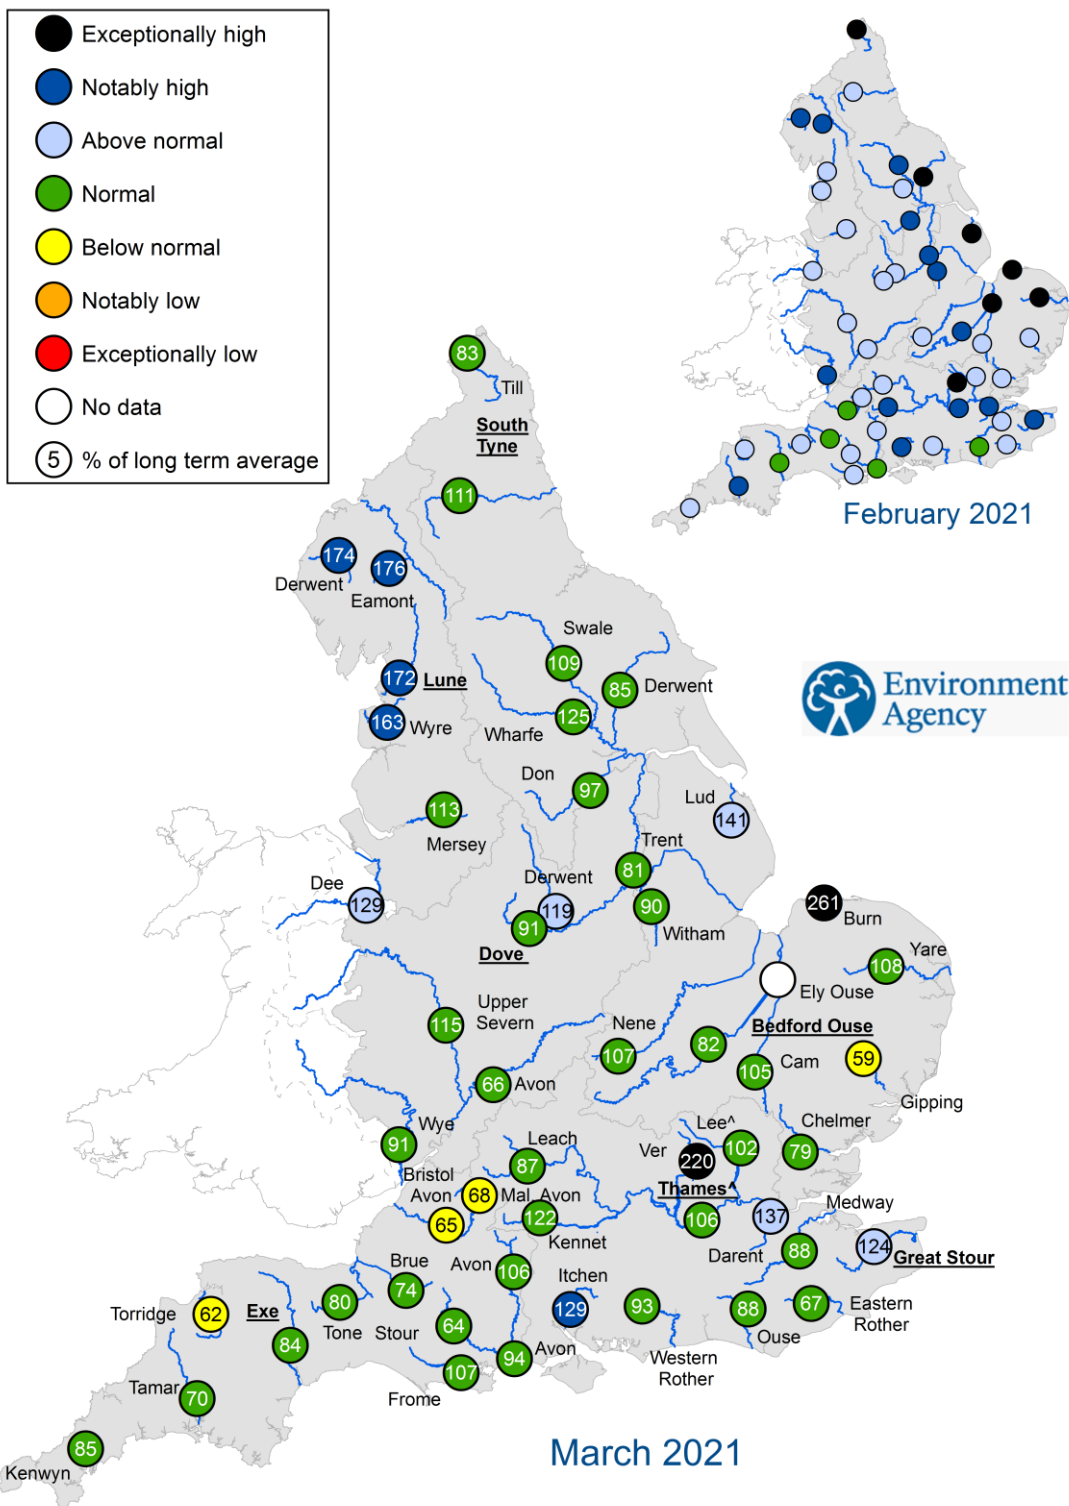 Exceptionally high
Notably high
Above normal
Normal
Below normal
Notably low
Exceptionally low
No data
5 % of long term average
February 2021
83
Till
South
Tyne
111
174
Derwent
176
Eamont
Swale
109
172 Lune
85 Derwent
163 Wyre
125
Wharfe
Don
97
113
Mersey
Lud
141
Trent
81
Dee
129
Derwent
119
91
Dove
90
Witham
261
Burn
Yare
108
Ely Ouse
Upper
Severn
115
Nene
107
Bedford Ouse
82
Cam
105
59
Gipping
66 Avon
Wye
91
Leach
87
Ver
220
Lee^
102
Chelmer
79
Bristol
Avon
65
68 Mal Avon
122
Kennet
Thames^
106
137
Darent
Medway
88
124
Great Stour
Brue
74
Avon 106
Itchen
129
93
Western
Rother
88
Ouse
67
Eastern
Rother
Torridge 62
Exe
84
80
Tone
Stour
64
94
Avon
107
Frome
Tamar
70
85
Kenwyn
Environment
Agency
March 2021